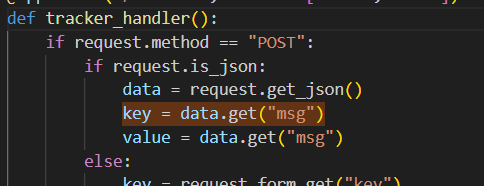 def tracker_handler():
if request.method == "POST":
if request.is_json:
data = request.get_json()
key = data.get("msg")
value = data.get("msg")
else:
key = request.form.get("key")